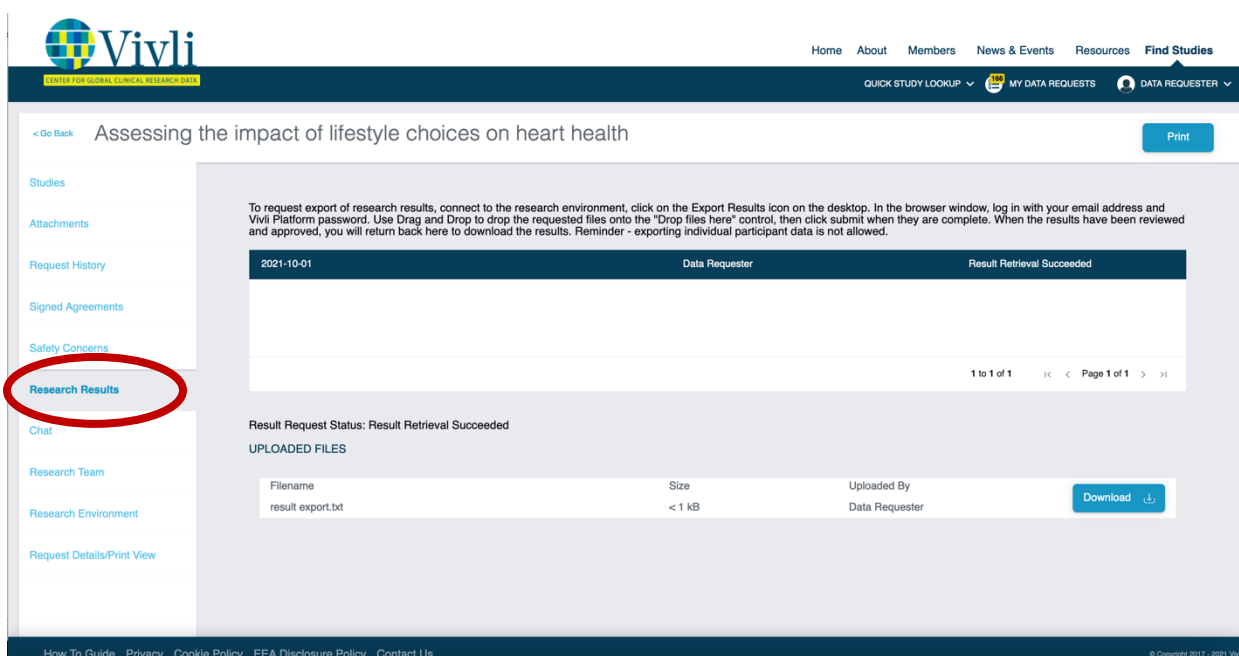 Vivli
CENTER FOR GLOBAL CLINICAL RESEARCH DATA
Home About Members News & Events Resources Find Studies
QUICK STUDY LOOKUP 166 MY DATA REQUESTS DATA REQUESTER
< Go Back Assessing the impact of lifestyle choices on heart health Print
Studies
Attachments
Request History
Signed Agreements
Safety Concerns
Research Results
Chat
Research Team
Research Environment
Request Details/Print View
To request export of research results, connect to the research environment, click on the Export Results icon on the desktop. In the browser window, log in with your email address and
Vivli Platform password. Use Drag and Drop to drop the requested files onto the "Drop files here" control, then click submit when they are complete. When the results have been reviewed
and approved, you will return back here to download the results. Reminder - exporting individual participant data is not allowed.
2021-10-01 Data Requester Result Retrieval Succeeded
1 to 1 of 1 Page 1 of 1
Result Request Status: Result Retrieval Succeeded
UPLOADED FILES
Filename Size Uploaded By
result export.txt < 1 kB Data Requester
Download
How To Guide Privacy Cookie Policy EEA Disclosure Policy Contact Us
© Copyright 2017 - 2021